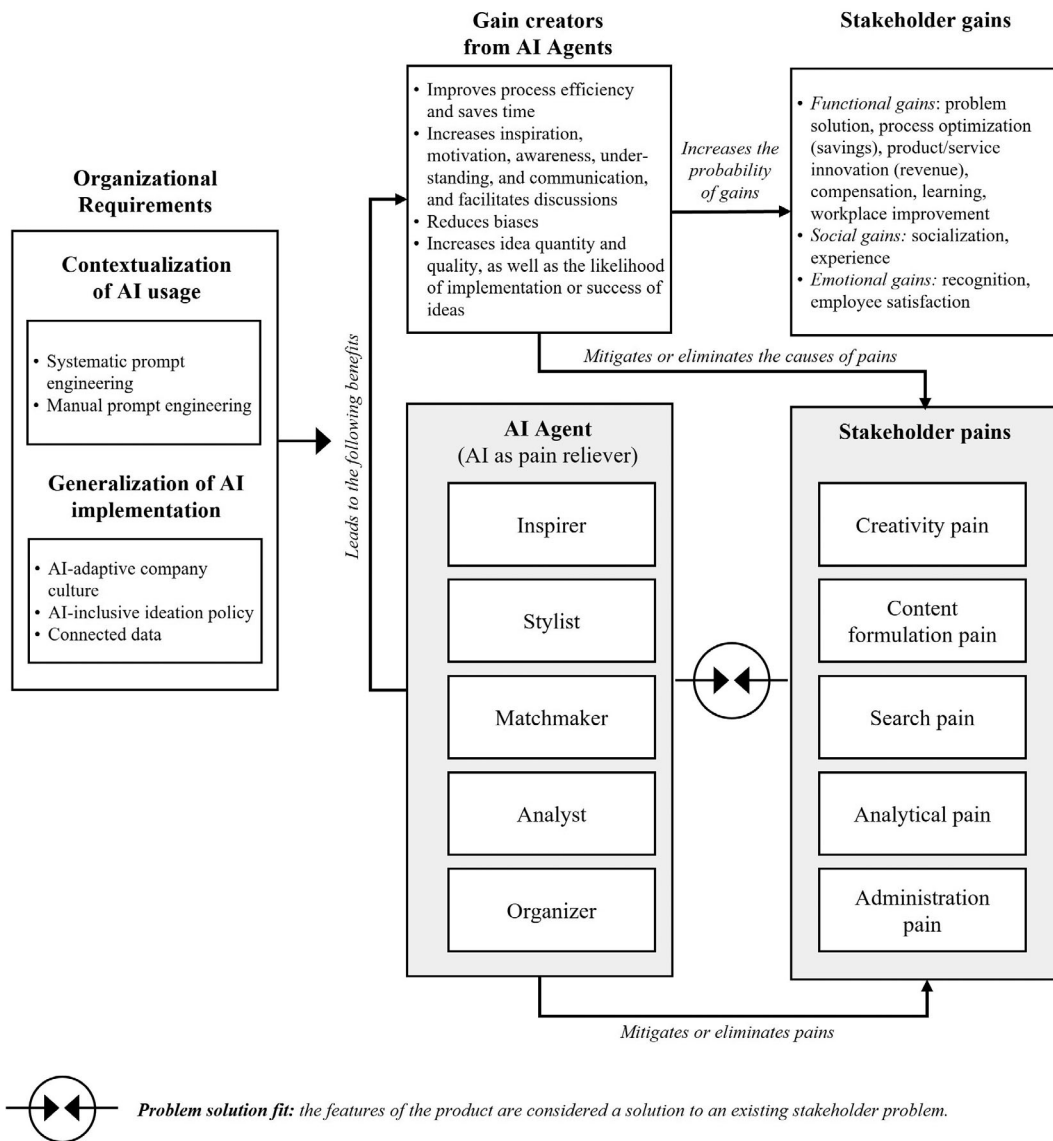 Organizational
Requirements
Contextualization
of AI usage
• Systematic prompt
engineering
• Manual prompt engineering
Generalization of AI
implementation
• AI-adaptive company
culture
• AI-inclusive ideation policy
• Connected data
Leads to the following benefits
Gain creators
from AI Agents
• Improves process efficiency
and saves time
• Increases inspiration,
motivation, awareness, under-
standing, and communication,
and facilitates discussions
• Reduces biases
• Increases idea quantity and
quality, as well as the likelihood
of implementation or success of
ideas
Increases the
probability
of gains
Stakeholder gains
• Functional gains: problem
solution, process optimization
(savings), product/service
innovation (revenue),
compensation, learning,
workplace improvement
• Social gains: socialization,
experience
• Emotional gains: recognition,
employee satisfaction
Mitigates or eliminates the causes of pains
AI Agent
(AI as pain reliever)
Inspirer
Stylist
Matchmaker
Analyst
Organizer
Stakeholder pains
Creativity pain
Content
formulation pain
Search pain
Analytical pain
Administration
pain
Mitigates or eliminates pains
Problem solution fit: the features of the product are considered a solution to an existing stakeholder problem.